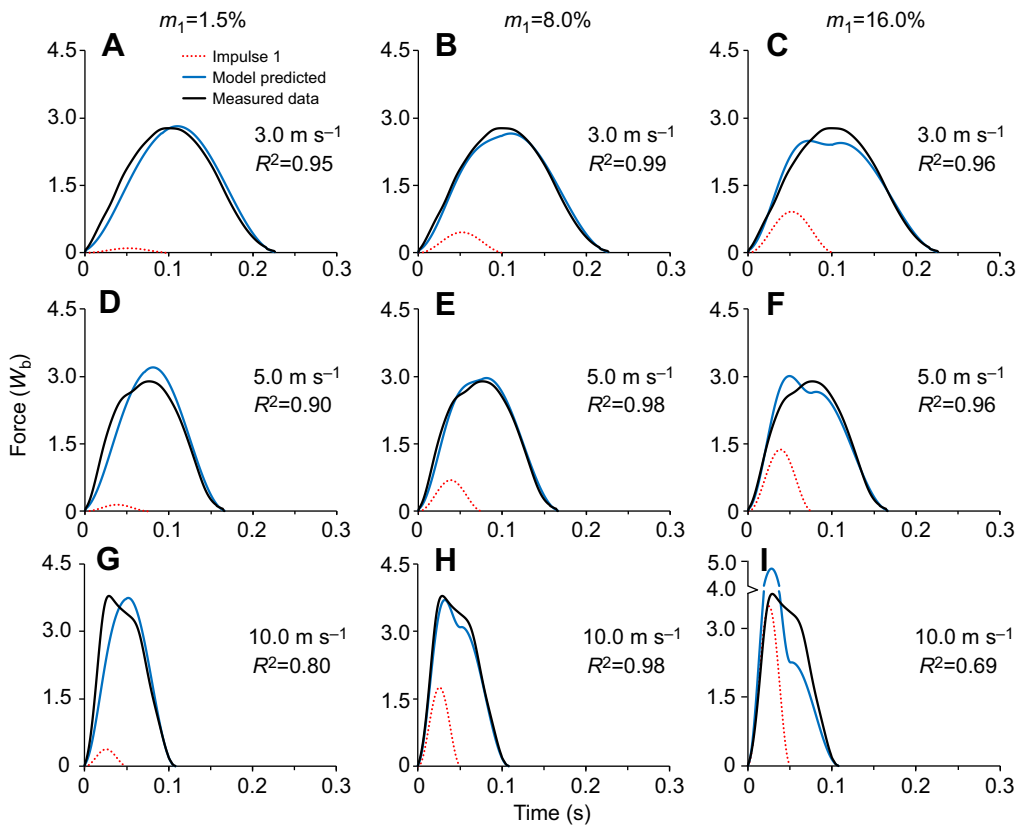 m₁=1.5%
m₁=8.0%
m₁=16.0%
A
B
C
Impulse 1
Model predicted
Measured data
4.5
3.0
1.5
0
3.0 m s⁻¹
R²=0.95
0
0.1
0.2
0.3
4.5
3.0
1.5
0
3.0 m s⁻¹
R²=0.99
0
0.1
0.2
0.3
4.5
3.0
1.5
0
3.0 m s⁻¹
R²=0.96
0
0.1
0.2
0.3
D
E
F
Force (W_b)
4.5
3.0
1.5
0
5.0 m s⁻¹
R²=0.90
0
0.1
0.2
0.3
4.5
3.0
1.5
0
5.0 m s⁻¹
R²=0.98
0
0.1
0.2
0.3
4.5
3.0
1.5
0
5.0 m s⁻¹
R²=0.96
0
0.1
0.2
0.3
G
H
I
4.5
3.0
1.5
0
10.0 m s⁻¹
R²=0.80
0
0.1
0.2
0.3
4.5
3.0
1.5
0
10.0 m s⁻¹
R²=0.98
0
0.1
0.2
0.3
5.0
4.0
3.0
1.5
0
10.0 m s⁻¹
R²=0.69
0
0.1
0.2
0.3
Time (s)